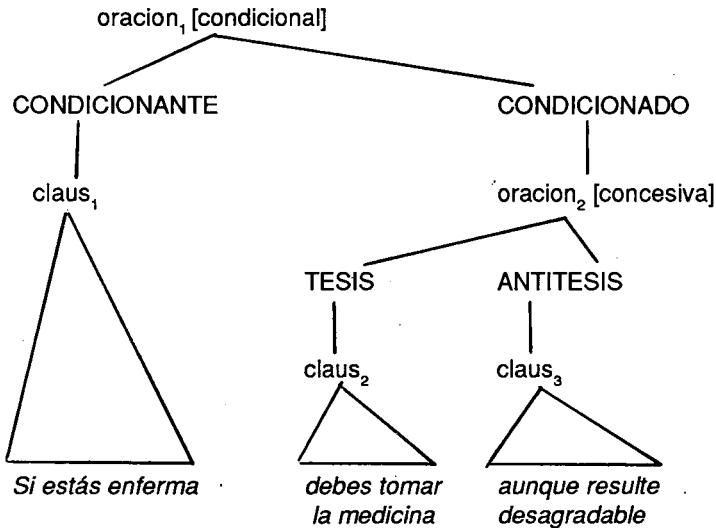 oracion₁ [condicional]
CONDICIONANTE CONDICIONADO
claus₁ oracion₂ [concesiva]
TESIS ANTITESIS
claus₂ claus₃
Si estás enferma debes tomar aunque resulte
la medicina desagradable